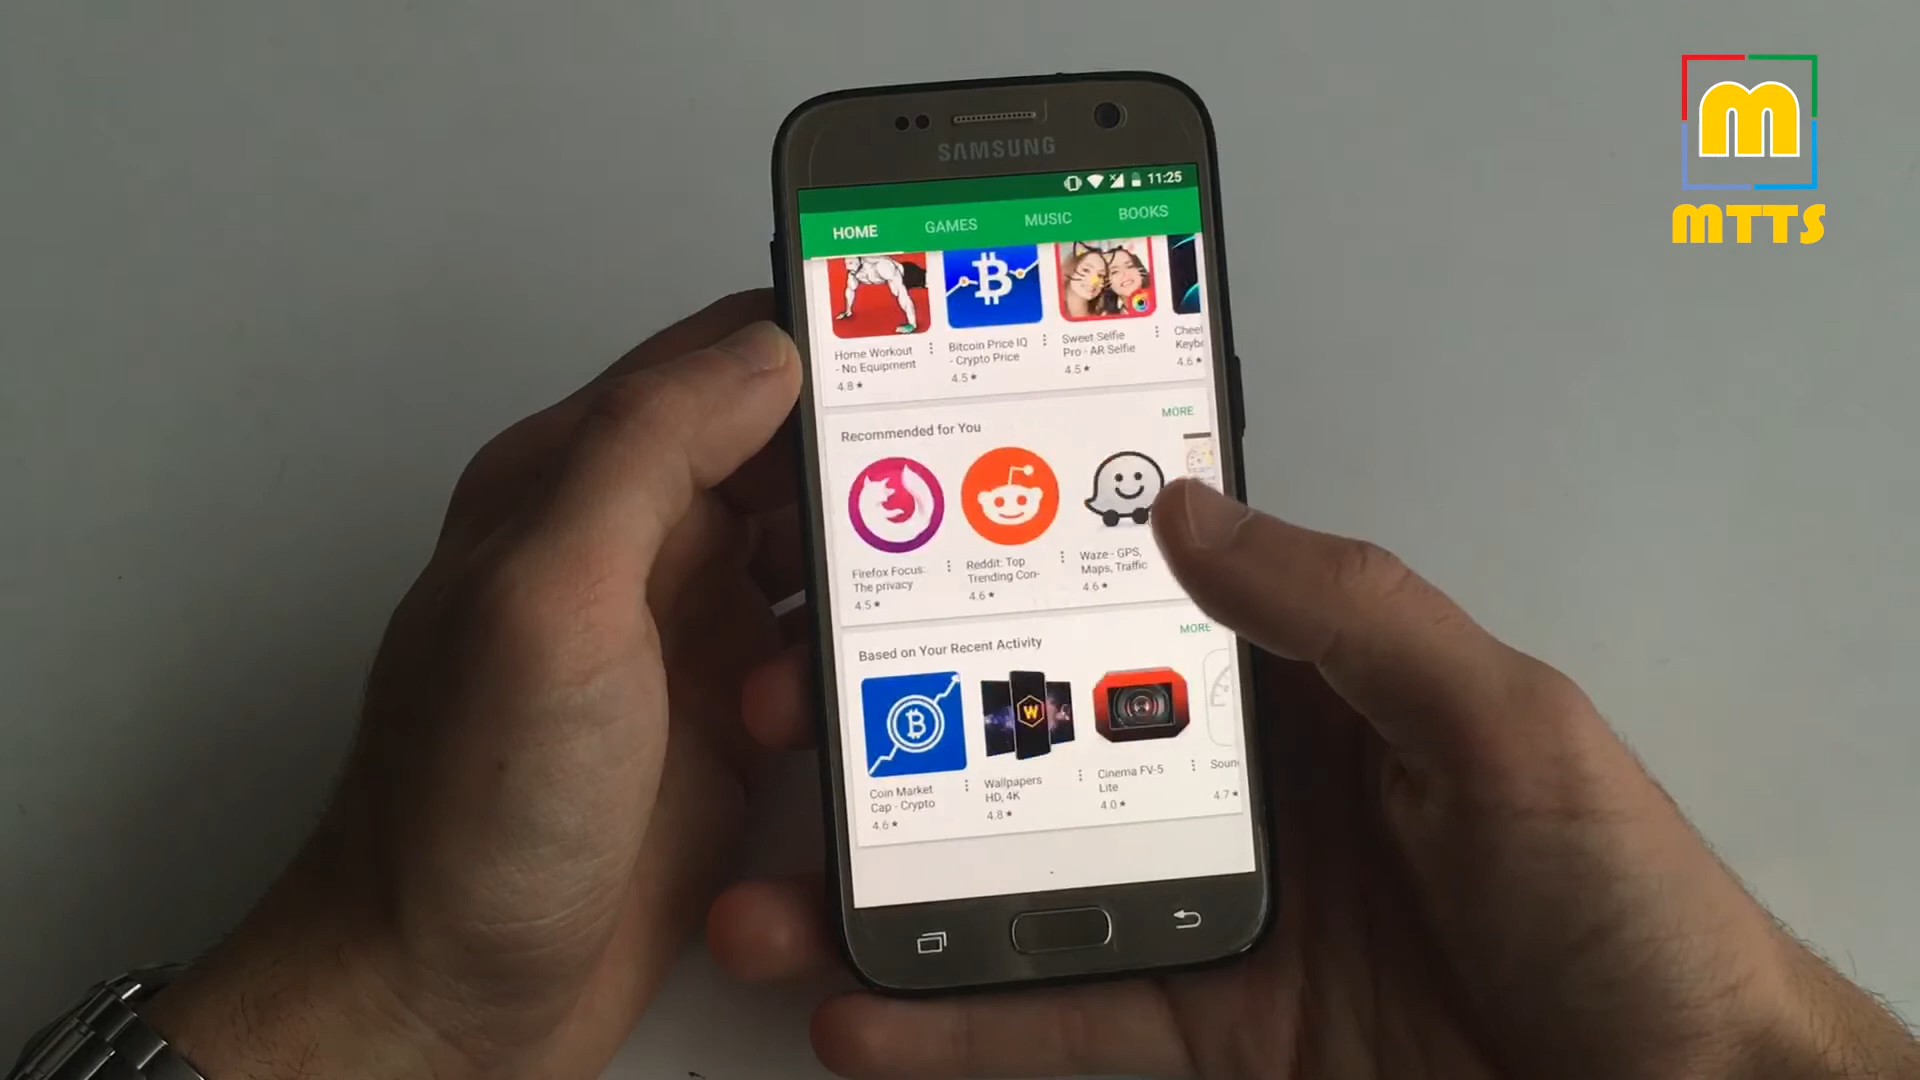 M
MTTS
SAMSUNG
11:25
HOME GAMES MUSIC BOOKS
Home Workout
- No Equipment
4.8★
Bitcoin Price IQ
- Crypto Price
4.5★
Sweet Selfie
Pro - AR Selfie
4.5★
4.6★
Recommended for You
MORE
Firefox Focus:
The privacy
4.5★
Reddit: Top
Trending Con-
4.6★
Waze - GPS,
Maps, Traffic
4.6★
Based on Your Recent Activity
MORE
B
W
Coin Market
Cap - Crypto
4.6★
Wallpapers
HD, 4K
4.8★
Cinema FV-5
Lite
4.0★
4.7★